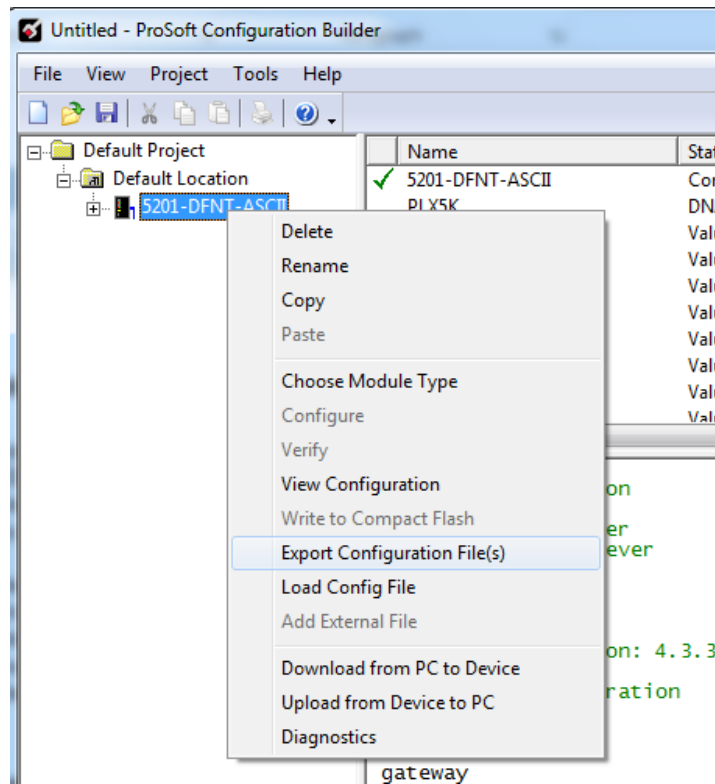 Untitled - ProSoft Configuration Builder
File View Project Tools Help
Default Project
Default Location
5201-DFNT-ASCII
Name
5201-DFNT-ASCII
PLX5K
Delete
Rename
Copy
Paste
Choose Module Type
Configure
Verify
View Configuration
Write to Compact Flash
Export Configuration File(s)
Load Config File
Add External File
Download from PC to Device
Upload from Device to PC
Diagnostics
on
er
ever
on: 4.3.3
ration
gateway